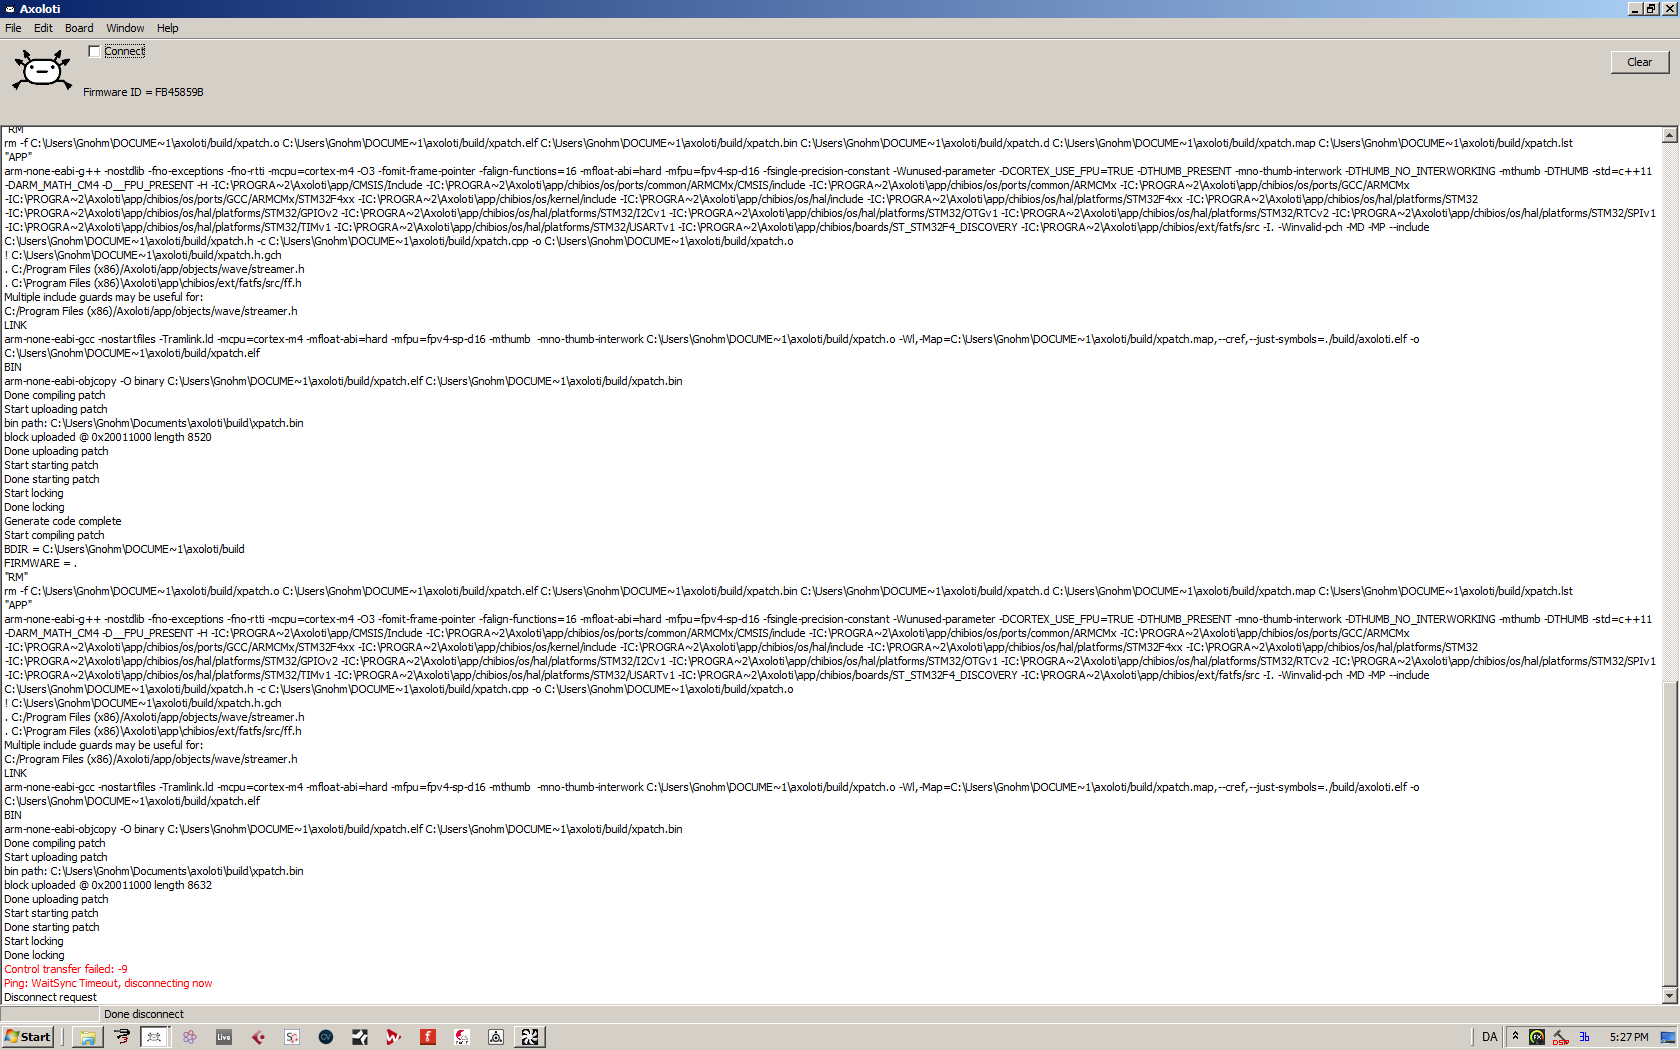 Axoloti
File Edit Board Window Help
Connect
Clear
Firmware ID = FB45859B
"RM"
rm -f C:\Users\Gnohm\DOCUME~1\axoloti/build/xpatch.o C:\Users\Gnohm\DOCUME~1\axoloti/build/xpatch.elf C:\Users\Gnohm\DOCUME~1\axoloti/build/xpatch.bin C:\Users\Gnohm\DOCUME~1\axoloti/build/xpatch.d C:\Users\Gnohm\DOCUME~1\axoloti/build/xpatch.map C:\Users\Gnohm\DOCUME~1\axoloti/build/xpatch.lst
"APP"
arm-none-eabi-g++ -nostdlib -fno-exceptions -fno-rtti -mcpu=cortex-m4 -O3 -fomit-frame-pointer -falign-functions=16 -mfloat-abi=hard -mfpu=fpv4-sp-d16 -fsingle-precision-constant -Wunused-parameter -DCORTEX_USE_FPU=TRUE -DTHUMB_PRESENT -mno-thumb-interwork -DTHUMB_NO_INTERWORKING -mthumb -DTHUMB -std=c++11
-DARM_MATH_CM4 -D__FPU_PRESENT -H -IC:\PROGRA~2\Axoloti\app/CMSIS/Include -IC:\PROGRA~2\Axoloti\app/chibios/os/ports/common/ARMCMx/CMSIS/include -IC:\PROGRA~2\Axoloti\app/chibios/os/ports/common/ARMCMx -IC:\PROGRA~2\Axoloti\app/chibios/os/ports/GCC/ARMCMx
-IC:\PROGRA~2\Axoloti\app/chibios/os/ports/GCC/ARMCMx/STM32F4xx -IC:\PROGRA~2\Axoloti\app/chibios/os/kernel/include -IC:\PROGRA~2\Axoloti\app/chibios/os/hal/include -IC:\PROGRA~2\Axoloti\app/chibios/os/hal/platforms/STM32F4xx -IC:\PROGRA~2\Axoloti\app/chibios/os/hal/platforms/STM32
-IC:\PROGRA~2\Axoloti\app/chibios/os/hal/platforms/STM32/GPIOv2 -IC:\PROGRA~2\Axoloti\app/chibios/os/hal/platforms/STM32/I2Cv1 -IC:\PROGRA~2\Axoloti\app/chibios/os/hal/platforms/STM32/OTGv1 -IC:\PROGRA~2\Axoloti\app/chibios/os/hal/platforms/STM32/RTCv2 -IC:\PROGRA~2\Axoloti\app/chibios/os/hal/platforms/STM32/SPIv1
-IC:\PROGRA~2\Axoloti\app/chibios/os/hal/platforms/STM32/TIMv1 -IC:\PROGRA~2\Axoloti\app/chibios/os/hal/platforms/STM32/USARTv1 -IC:\PROGRA~2\Axoloti\app/chibios/boards/ST_STM32F4_DISCOVERY -IC:\PROGRA~2\Axoloti\app/chibios/ext/fatfs/src -I. -Winvalid-pch -MD -MP --include
C:\Users\Gnohm\DOCUME~1\axoloti/build/xpatch.h -c C:\Users\Gnohm\DOCUME~1\axoloti/build/xpatch.cpp -o C:\Users\Gnohm\DOCUME~1\axoloti/build/xpatch.o
! C:\Users\Gnohm\DOCUME~1\axoloti/build/xpatch.h.gch
. C:/Program Files (x86)/Axoloti/app/objects/wave/streamer.h
. C:\Program Files (x86)\Axoloti\app\chibios/ext/fatfs/src/ff.h
Multiple include guards may be useful for:
C:/Program Files (x86)/Axoloti/app/objects/wave/streamer.h
LINK
arm-none-eabi-gcc -nostartfiles -Tramlink.ld -mcpu=cortex-m4 -mfloat-abi=hard -mfpu=fpv4-sp-d16 -mthumb  -mno-thumb-interwork C:\Users\Gnohm\DOCUME~1\axoloti/build/xpatch.o -Wl,-Map=C:\Users\Gnohm\DOCUME~1\axoloti/build/xpatch.map,--cref,--just-symbols=./build/axoloti.elf -o
C:\Users\Gnohm\DOCUME~1\axoloti/build/xpatch.elf
BIN
arm-none-eabi-objcopy -O binary C:\Users\Gnohm\DOCUME~1\axoloti/build/xpatch.elf C:\Users\Gnohm\DOCUME~1\axoloti/build/xpatch.bin
Done compiling patch
Start uploading patch
bin path: C:\Users\Gnohm\Documents\axoloti\build\xpatch.bin
block uploaded @ 0x20011000 length 8520
Done uploading patch
Start starting patch
Done starting patch
Start locking
Done locking
Generate code complete
Start compiling patch
BDIR = C:\Users\Gnohm\DOCUME~1\axoloti/build
FIRMWARE = .
"RM"
rm -f C:\Users\Gnohm\DOCUME~1\axoloti/build/xpatch.o C:\Users\Gnohm\DOCUME~1\axoloti/build/xpatch.elf C:\Users\Gnohm\DOCUME~1\axoloti/build/xpatch.bin C:\Users\Gnohm\DOCUME~1\axoloti/build/xpatch.d C:\Users\Gnohm\DOCUME~1\axoloti/build/xpatch.map C:\Users\Gnohm\DOCUME~1\axoloti/build/xpatch.lst
"APP"
arm-none-eabi-g++ -nostdlib -fno-exceptions -fno-rtti -mcpu=cortex-m4 -O3 -fomit-frame-pointer -falign-functions=16 -mfloat-abi=hard -mfpu=fpv4-sp-d16 -fsingle-precision-constant -Wunused-parameter -DCORTEX_USE_FPU=TRUE -DTHUMB_PRESENT -mno-thumb-interwork -DTHUMB_NO_INTERWORKING -mthumb -DTHUMB -std=c++11
-DARM_MATH_CM4 -D__FPU_PRESENT -H -IC:\PROGRA~2\Axoloti\app/CMSIS/Include -IC:\PROGRA~2\Axoloti\app/chibios/os/ports/common/ARMCMx/CMSIS/include -IC:\PROGRA~2\Axoloti\app/chibios/os/ports/common/ARMCMx -IC:\PROGRA~2\Axoloti\app/chibios/os/ports/GCC/ARMCMx
-IC:\PROGRA~2\Axoloti\app/chibios/os/ports/GCC/ARMCMx/STM32F4xx -IC:\PROGRA~2\Axoloti\app/chibios/os/kernel/include -IC:\PROGRA~2\Axoloti\app/chibios/os/hal/include -IC:\PROGRA~2\Axoloti\app/chibios/os/hal/platforms/STM32F4xx -IC:\PROGRA~2\Axoloti\app/chibios/os/hal/platforms/STM32
-IC:\PROGRA~2\Axoloti\app/chibios/os/hal/platforms/STM32/GPIOv2 -IC:\PROGRA~2\Axoloti\app/chibios/os/hal/platforms/STM32/I2Cv1 -IC:\PROGRA~2\Axoloti\app/chibios/os/hal/platforms/STM32/OTGv1 -IC:\PROGRA~2\Axoloti\app/chibios/os/hal/platforms/STM32/RTCv2 -IC:\PROGRA~2\Axoloti\app/chibios/os/hal/platforms/STM32/SPIv1
-IC:\PROGRA~2\Axoloti\app/chibios/os/hal/platforms/STM32/TIMv1 -IC:\PROGRA~2\Axoloti\app/chibios/os/hal/platforms/STM32/USARTv1 -IC:\PROGRA~2\Axoloti\app/chibios/boards/ST_STM32F4_DISCOVERY -IC:\PROGRA~2\Axoloti\app/chibios/ext/fatfs/src -I. -Winvalid-pch -MD -MP --include
C:\Users\Gnohm\DOCUME~1\axoloti/build/xpatch.h -c C:\Users\Gnohm\DOCUME~1\axoloti/build/xpatch.cpp -o C:\Users\Gnohm\DOCUME~1\axoloti/build/xpatch.o
! C:\Users\Gnohm\DOCUME~1\axoloti/build/xpatch.h.gch
. C:/Program Files (x86)/Axoloti/app/objects/wave/streamer.h
. C:\Program Files (x86)\Axoloti\app\chibios/ext/fatfs/src/ff.h
Multiple include guards may be useful for:
C:/Program Files (x86)/Axoloti/app/objects/wave/streamer.h
LINK
arm-none-eabi-gcc -nostartfiles -Tramlink.ld -mcpu=cortex-m4 -mfloat-abi=hard -mfpu=fpv4-sp-d16 -mthumb  -mno-thumb-interwork C:\Users\Gnohm\DOCUME~1\axoloti/build/xpatch.o -Wl,-Map=C:\Users\Gnohm\DOCUME~1\axoloti/build/xpatch.map,--cref,--just-symbols=./build/axoloti.elf -o
C:\Users\Gnohm\DOCUME~1\axoloti/build/xpatch.elf
BIN
arm-none-eabi-objcopy -O binary C:\Users\Gnohm\DOCUME~1\axoloti/build/xpatch.elf C:\Users\Gnohm\DOCUME~1\axoloti/build/xpatch.bin
Done compiling patch
Start uploading patch
bin path: C:\Users\Gnohm\Documents\axoloti\build\xpatch.bin
block uploaded @ 0x20011000 length 8632
Done uploading patch
Start starting patch
Done starting patch
Start locking
Done locking
Control transfer failed: -9
Ping: WaitSync Timeout, disconnecting now
Disconnect request
Done disconnect
Start Live DA DSP 5:27 PM